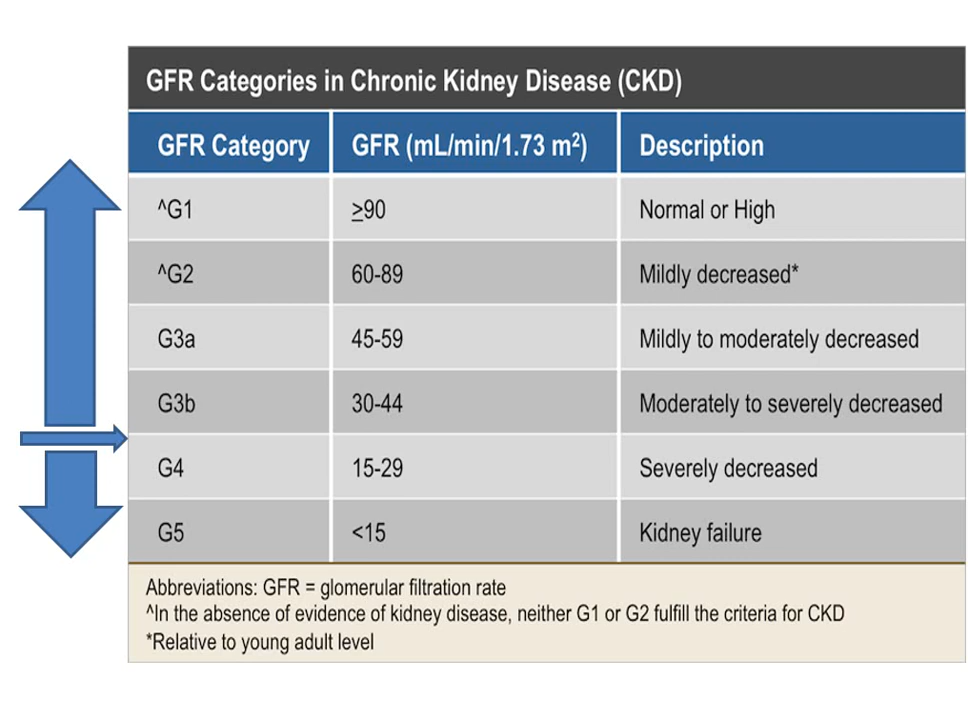 GFR Categories in Chronic Kidney Disease (CKD)
GFR Category GFR (mL/min/1.73 m²) Description
^G1 ≥90 Normal or High
^G2 60-89 Mildly decreased*
G3a 45-59 Mildly to moderately decreased
G3b 30-44 Moderately to severely decreased
G4 15-29 Severely decreased
G5 <15 Kidney failure
Abbreviations: GFR = glomerular filtration rate
^In the absence of evidence of kidney disease, neither G1 or G2 fulfill the criteria for CKD
*Relative to young adult level